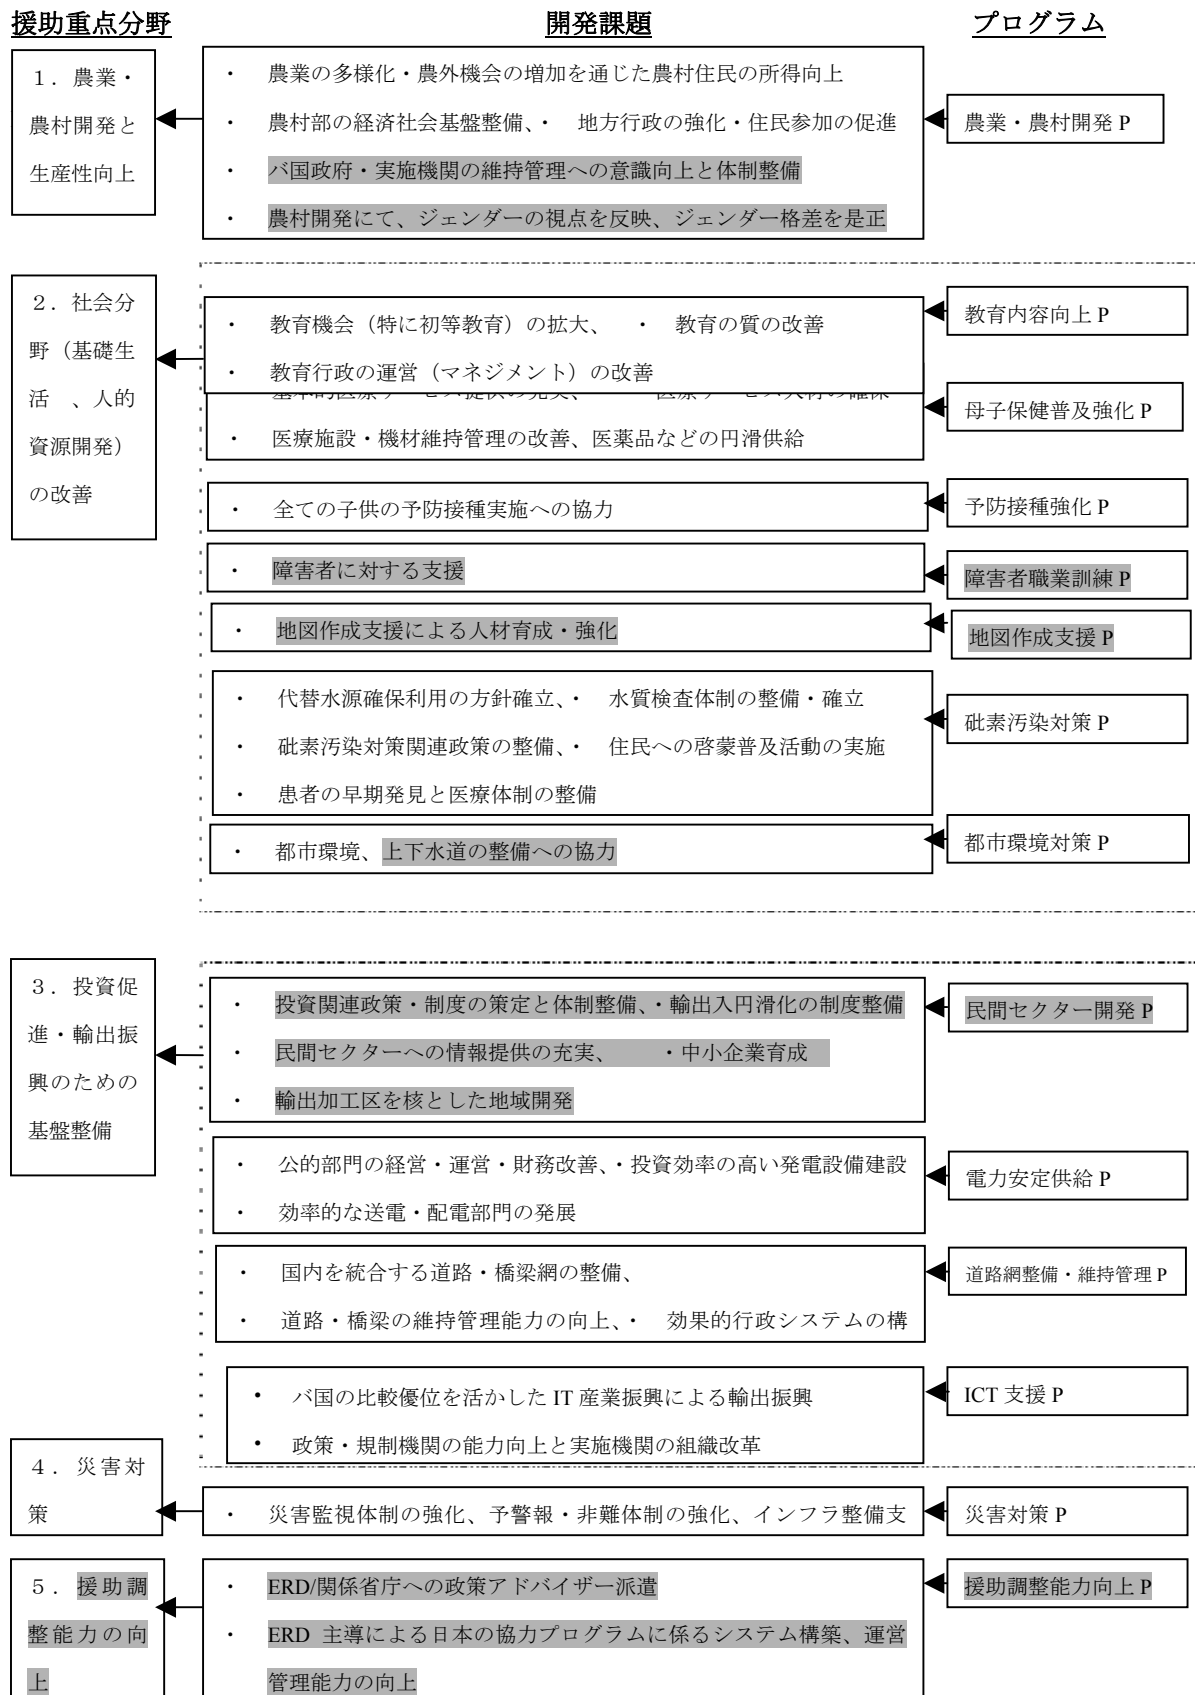 援助重点分野 開発課題 プログラム
１．農業・
農村開発と
生産性向上
・ 農業の多様化・農外機会の増加を通じた農村住民の所得向上
・ 農村部の経済社会基盤整備、・ 地方行政の強化・住民参加の促進
・ バ国政府・実施機関の維持管理への意識向上と体制整備
・ 農村開発にて、ジェンダーの視点を反映、ジェンダー格差を是正
農業・農村開発 P
２．社会分
野（基礎生
活 、人的
資源開発）
の改善
・ 教育機会（特に初等教育）の拡大、 ・ 教育の質の改善
・ 教育行政の運営（マネジメント）の改善
教育内容向上 P
・ 医療施設・機材維持管理の改善、医薬品などの円滑供給
母子保健普及強化 P
・ 全ての子供の予防接種実施への協力
予防接種強化 P
・ 障害者に対する支援
障害者職業訓練 P
・ 地図作成支援による人材育成・強化
地図作成支援 P
・ 代替水源確保利用の方針確立、・ 水質検査体制の整備・確立
・ 砒素汚染対策関連政策の整備、・ 住民への啓蒙普及活動の実施
・ 患者の早期発見と医療体制の整備
砒素汚染対策 P
・ 都市環境、上下水道の整備への協力
都市環境対策 P
３．投資促
進・輸出振
興のための
基盤整備
・ 投資関連政策・制度の策定と体制整備、・輸出入円滑化の制度整備
・ 民間セクターへの情報提供の充実、 ・中小企業育成
・ 輸出加工区を核とした地域開発
民間セクター開発 P
・ 公的部門の経営・運営・財務改善、・投資効率の高い発電設備建設
・ 効率的な送電・配電部門の発展
電力安定供給 P
・ 国内を統合する道路・橋梁網の整備、
・ 道路・橋梁の維持管理能力の向上、・ 効果的行政システムの構
道路網整備・維持管理 P
・ バ国の比較優位を活かした IT 産業振興による輸出振興
・ 政策・規制機関の能力向上と実施機関の組織改革
ICT 支援 P
４．災害対
策
・ 災害監視体制の強化、予警報・非難体制の強化、インフラ整備支
災害対策 P
５．援助調
整能力の向
上
・ ERD/関係省庁への政策アドバイザー派遣
・ ERD 主導による日本の協力プログラムに係るシステム構築、運営
管理能力の向上
援助調整能力向上 P